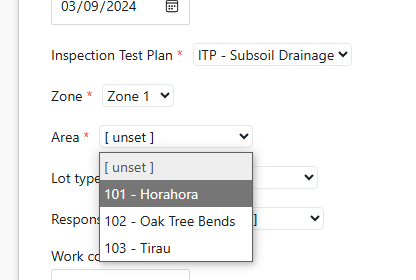 03/09/2024
Inspection Test Plan * ITP - Subsoil Drainage
Zone * Zone 1
Area * [ unset ]
[ unset ]
Lot type
101 - Horahora
102 - Oak Tree Bends
Respons ]
103 - Tirau
Work co